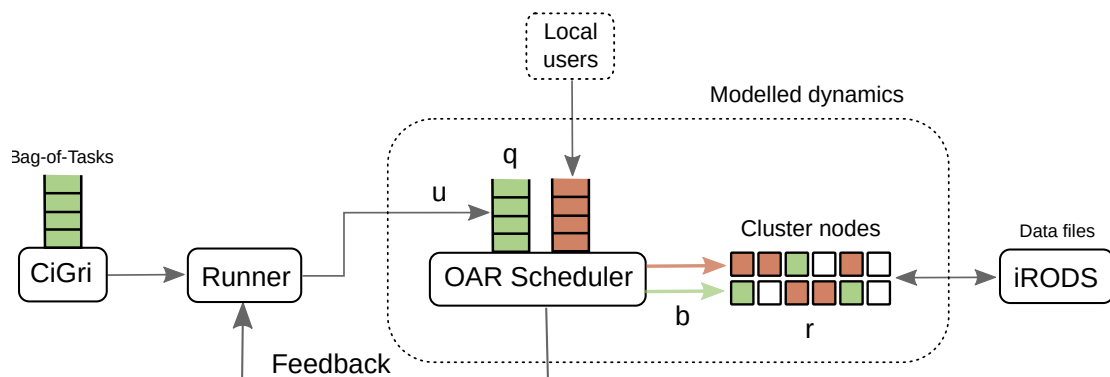 Local
users
Modelled dynamics
Bag-of-Tasks
q
u
Cluster nodes
Data files
CiGri
Runner
OAR Scheduler
iRODS
b
r
Feedback